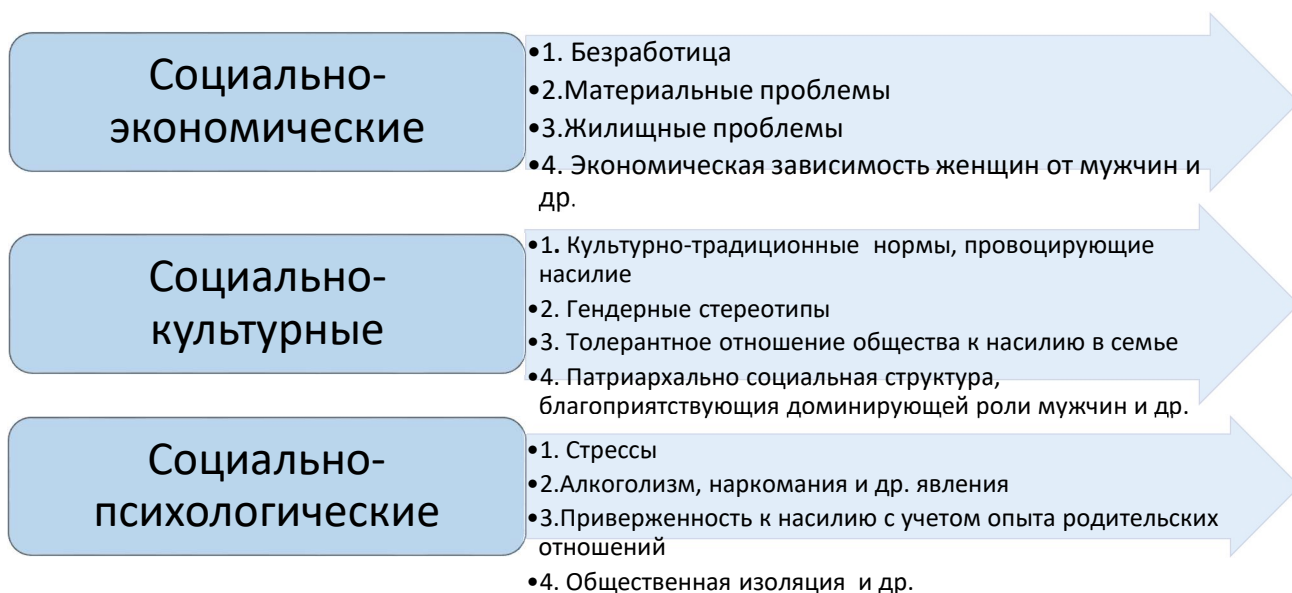 Социально-
экономические
•1. Безработица
•2.Материальные проблемы
•3.Жилищные проблемы
•4. Экономическая зависимость женщин от мужчин и
др.
Социально-
культурные
•1. Культурно-традиционные нормы, провоцирующие
насилие
•2. Гендерные стереотипы
•3. Толерантное отношение общества к насилию в семье
•4. Патриархально социальная структура,
благоприятствующия доминирующей роли мужчин и др.
Социально-
психологические
•1. Стрессы
•2.Алкоголизм, наркомания и др. явления
•3.Приверженность к насилию с учетом опыта родительских
отношений
•4. Общественная изоляция и др.